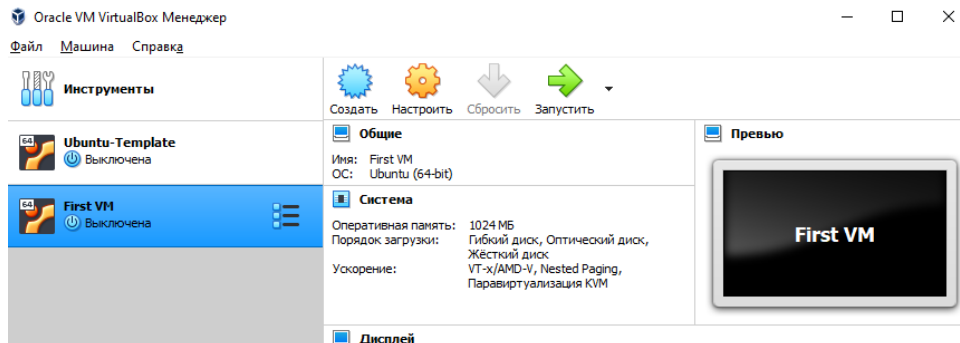 Oracle VM VirtualBox Менеджер
Файл Машина Справка
Инструменты
Создать Настроить Сбросить Запустить
64
Ubuntu-Template
Выключена
64
First VM
Выключена
Общие
Имя: First VM
ОС: Ubuntu (64-bit)
Система
Оперативная память: 1024 МБ
Порядок загрузки: Гибкий диск, Оптический диск,
Жёсткий диск
Ускорение: VT-x/AMD-V, Nested Paging,
Паравиртуализация KVM
Дисплей
Превью
First VM